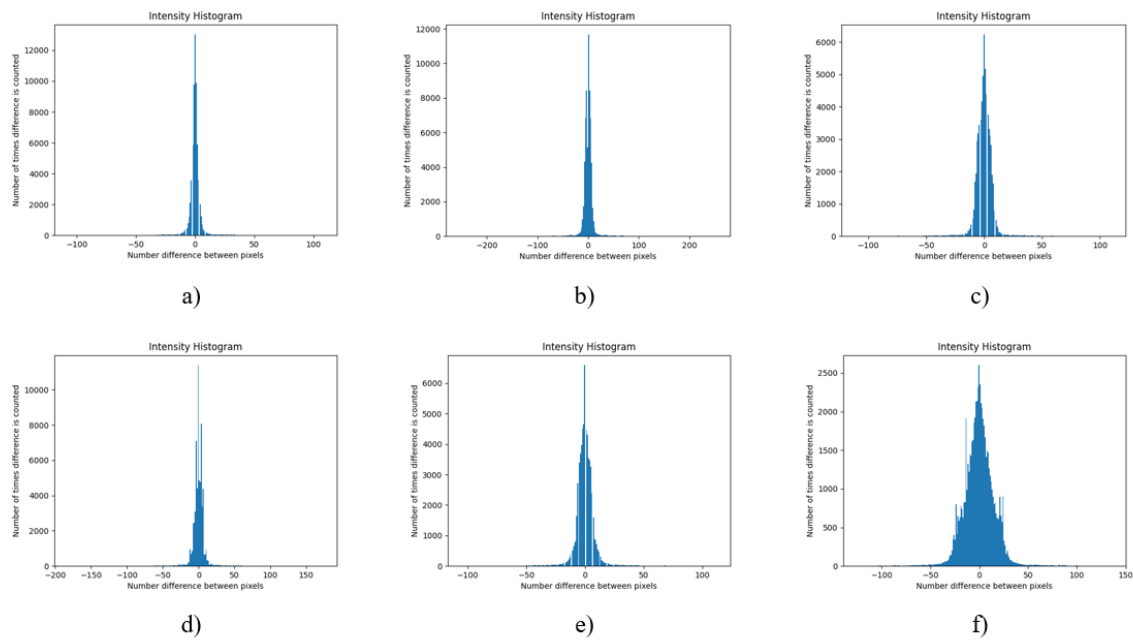 Intensity Histogram
Number of times difference is counted
12000
10000
8000
6000
4000
2000
0
−100 −50 0 50 100
Number difference between pixels
a)
Intensity Histogram
Number of times difference is counted
12000
10000
8000
6000
4000
2000
0
−200 −100 0 100 200
Number difference between pixels
b)
Intensity Histogram
Number of times difference is counted
6000
5000
4000
3000
2000
1000
0
−100 −50 0 50 100
Number difference between pixels
c)
Intensity Histogram
Number of times difference is counted
10000
8000
6000
4000
2000
0
−200 −150 −100 −50 0 50 100 150
Number difference between pixels
d)
Intensity Histogram
Number of times difference is counted
6000
5000
4000
3000
2000
1000
0
−100 −50 0 50 100
Number difference between pixels
e)
Intensity Histogram
Number of times difference is counted
2500
2000
1500
1000
500
0
−100 −50 0 50 100 150
Number difference between pixels
f)